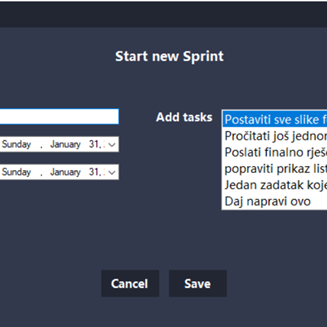 Start new Sprint
Add tasks
Sunday , January 31,
Sunday , January 31,
Postaviti sve slike
Pročitati još jednor
Poslati finalno rješ
popraviti prikaz list
Jedan zadatak koje
Daj napravi ovo
Cancel
Save